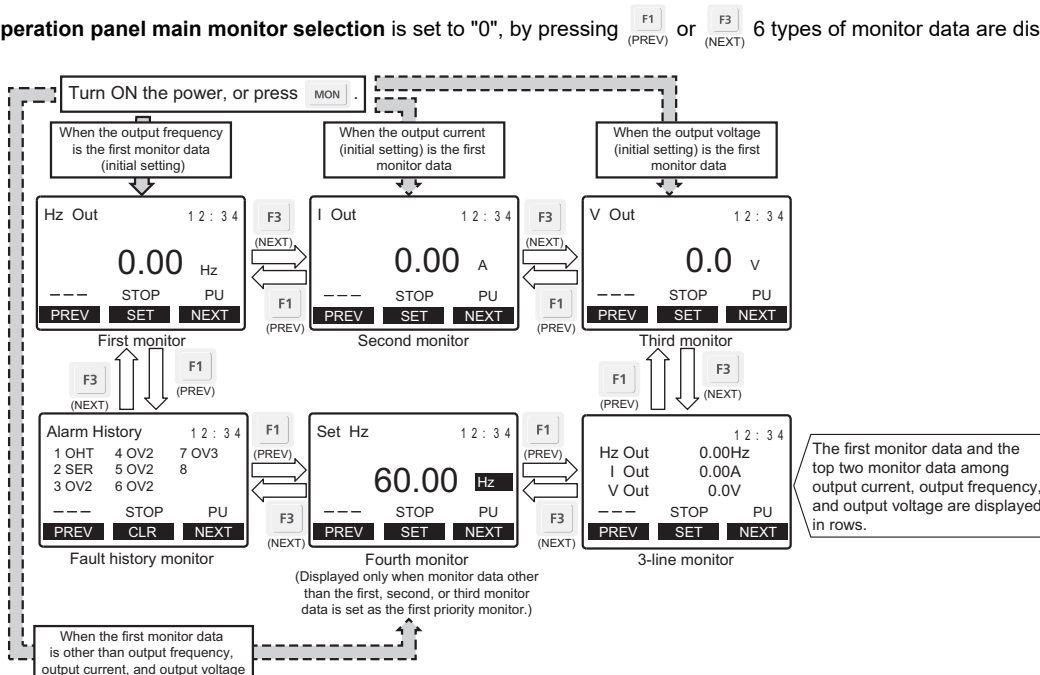 peration panel main monitor selection is set to "0", by pressing F1 (PREV) or F3 (NEXT) 6 types of monitor data are dis
Turn ON the power, or press MON .
When the output frequency
is the first monitor data
(initial setting)
When the output current
(initial setting) is the first
monitor data
When the output voltage
(initial setting) is the first
monitor data
Hz Out 12:34
0.00 Hz
--- STOP PU
PREV SET NEXT
First monitor
F3
(NEXT)
F1
(PREV)
I Out 12:34
0.00 A
--- STOP PU
PREV SET NEXT
Second monitor
F3
(NEXT)
F1
(PREV)
V Out 12:34
0.0 V
--- STOP PU
PREV SET NEXT
Third monitor
F3
(NEXT)
F1
(PREV)
F1
(PREV)
F3
(NEXT)
Alarm History 12:34
1 OHT 4 OV2 7 OV3
2 SER 5 OV2 8
3 OV2 6 OV2
--- STOP PU
PREV CLR NEXT
Fault history monitor
F1
(PREV)
F3
(NEXT)
Set Hz 12:34
60.00 Hz
--- STOP PU
PREV SET NEXT
Fourth monitor
(Displayed only when monitor data other
than the first, second, or third monitor
data is set as the first priority monitor.)
F1
(PREV)
F3
(NEXT)
12:34
Hz Out 0.00Hz
I Out 0.00A
V Out 0.0V
--- STOP PU
PREV SET NEXT
3-line monitor
The first monitor data and the
top two monitor data among
output current, output frequency,
and output voltage are displayed
in rows.
When the first monitor data
is other than output frequency,
output current, and output voltage